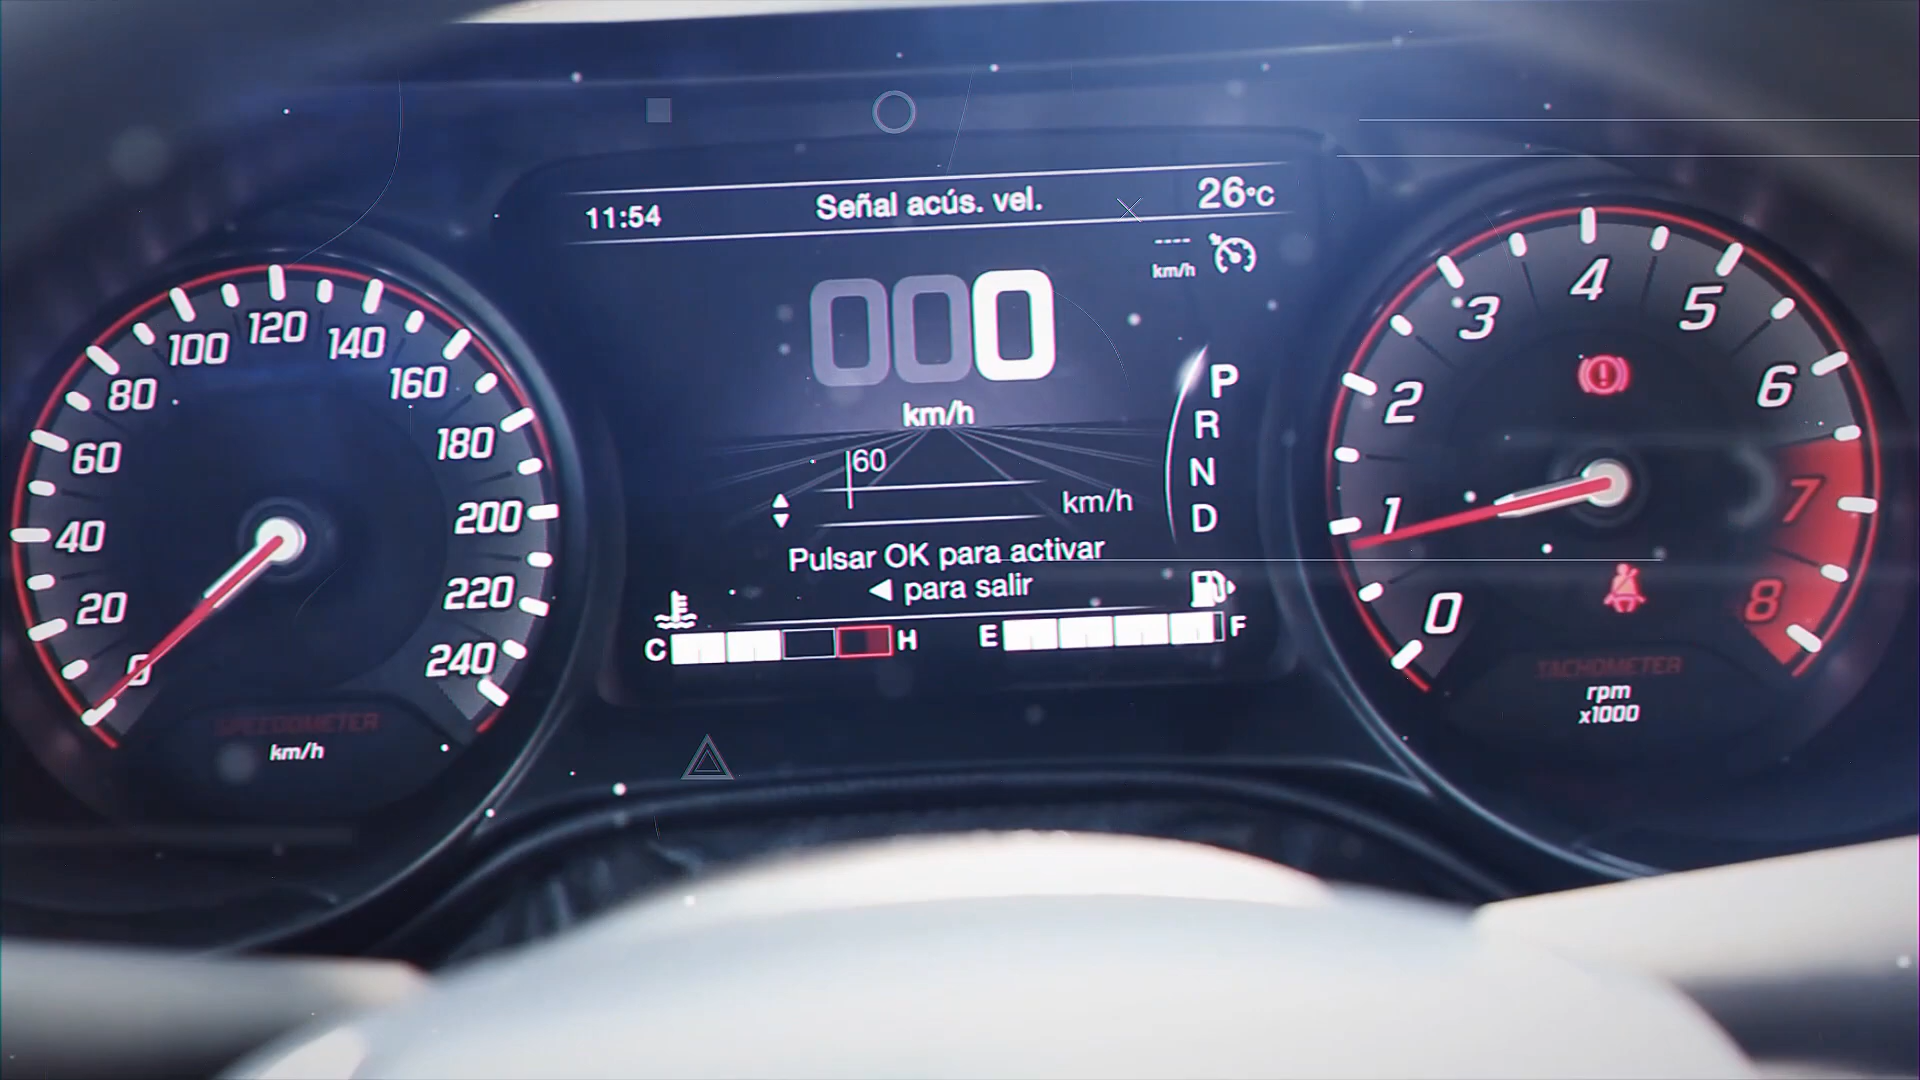 11:54 Señal acús. vel. 26°C
---- km/h
000
km/h
60
km/h
Pulsar OK para activar
◀ para salir
P
R
N
D
C H E F
0 20 40 60 80 100 120 140 160 180 200 220 240
SPEEDOMETER
km/h
0 1 2 3 4 5 6 7 8
TACHOMETER
rpm
x1000